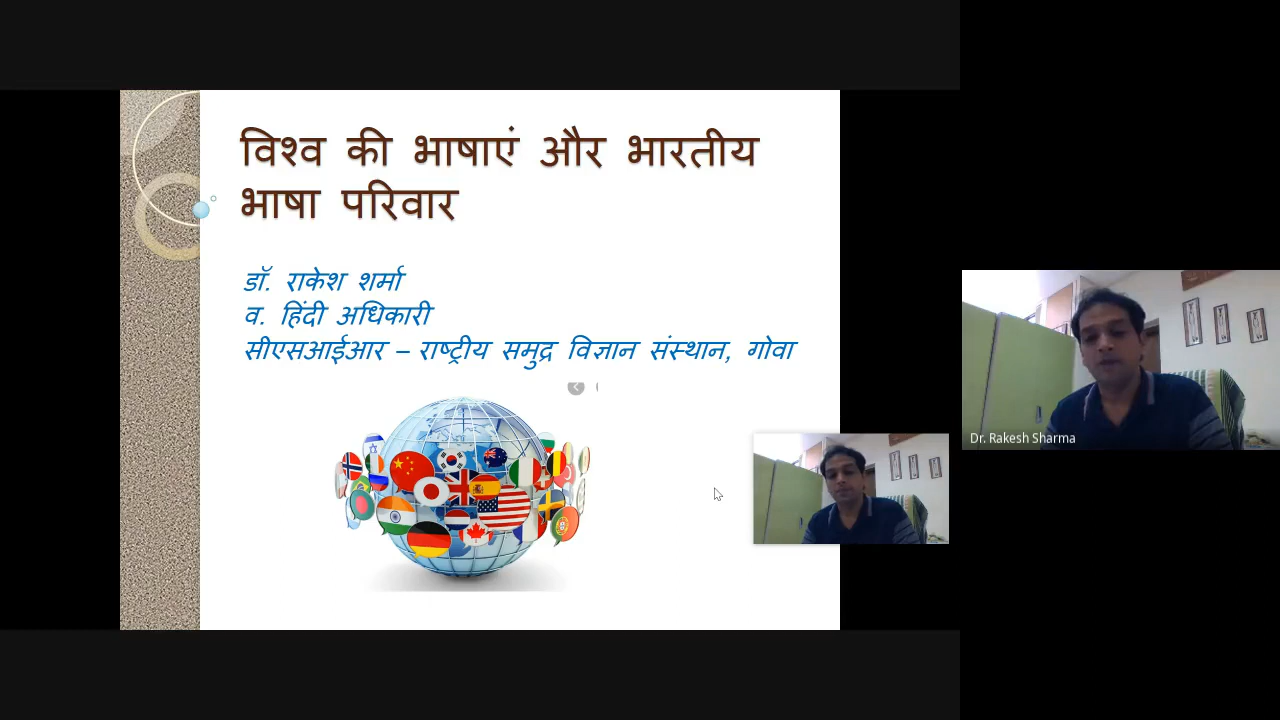 विश्व की भाषाएं और भारतीय
भाषा परिवार
डॉ. राकेश शर्मा
व. हिंदी अधिकारी
सीएसआईआर – राष्ट्रीय समुद्र विज्ञान संस्थान, गोवा
Dr. Rakesh Sharma